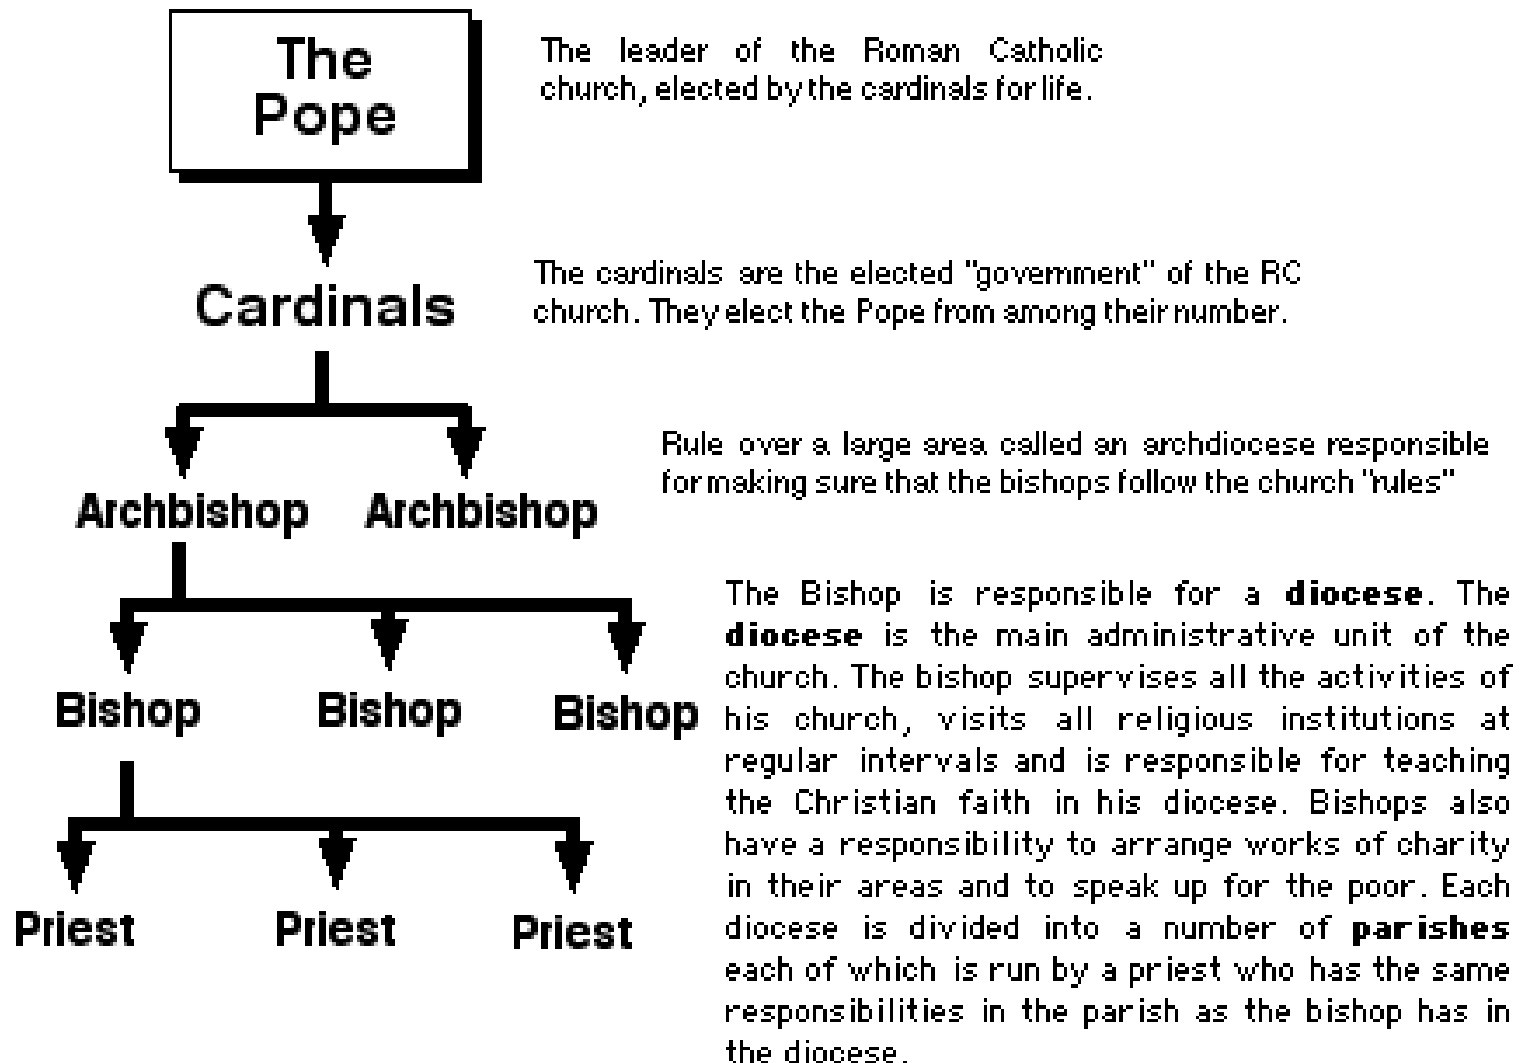 The
Pope
The leader of the Roman Catholic
church, elected by the cardinals for life.
Cardinals
The cardinals are the elected "government" of the RC
church. They elect the Pope from among their number.
Archbishop Archbishop
Rule over a large area called an archdiocese responsible
for making sure that the bishops follow the church "rules"
Bishop Bishop Bishop
The Bishop is responsible for a diocese. The
diocese is the main administrative unit of the
church. The bishop supervises all the activities of
his church, visits all religious institutions at
regular intervals and is responsible for teaching
the Christian faith in his diocese. Bishops also
have a responsibility to arrange works of charity
in their areas and to speak up for the poor. Each
diocese is divided into a number of parishes
each of which is run by a priest who has the same
responsibilities in the parish as the bishop has in
the diocese.
Priest Priest Priest